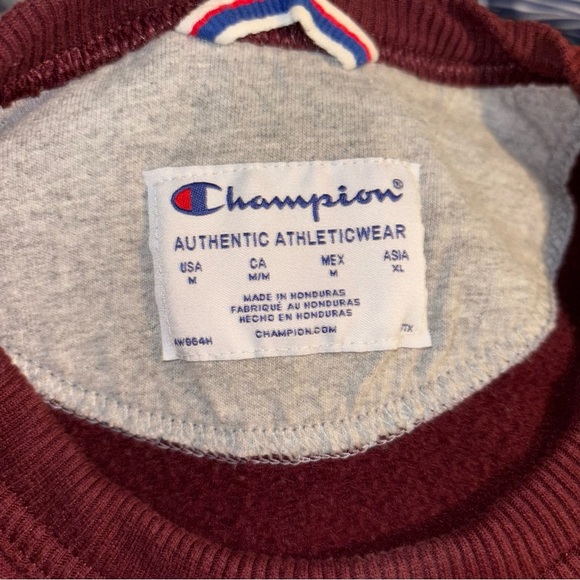 Champion®
AUTHENTIC ATHLETICWEAR
USA CA MEX ASIA
M M/M M XL
MADE IN HONDURAS
FABRIQUÉ AU HONDURAS
HECHO EN HONDURAS
CHAMPION.COM